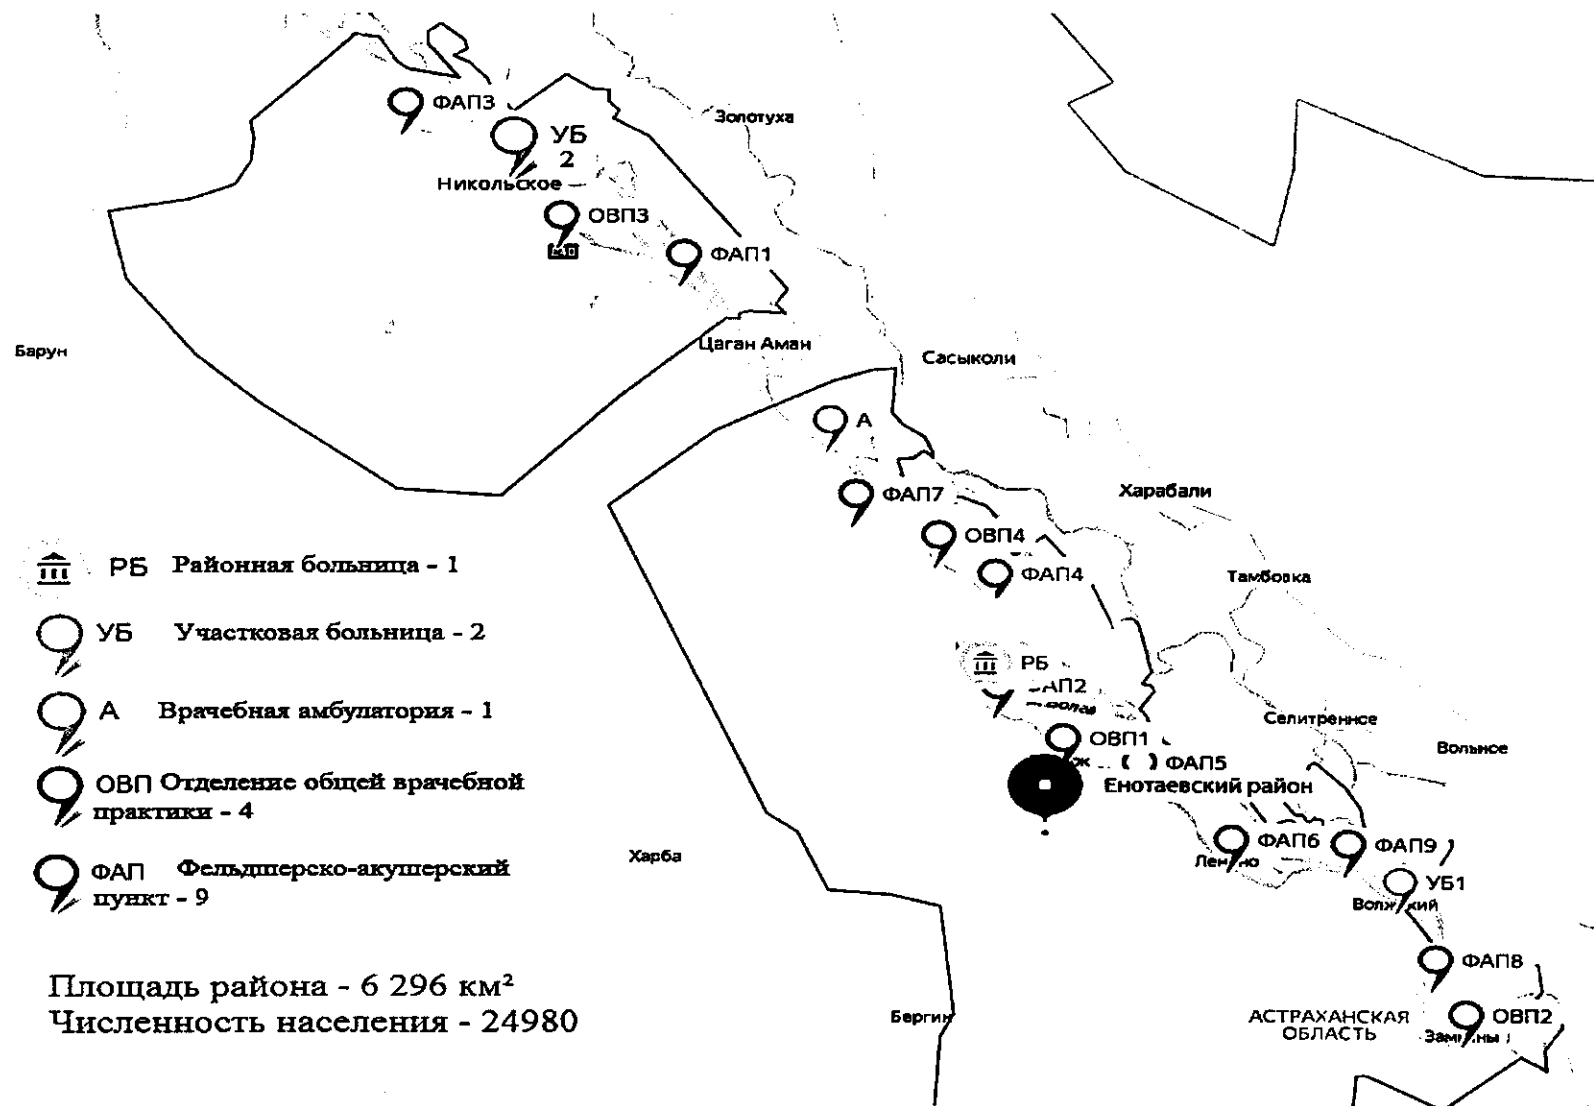 ФАП3
Золотуха
УБ
2
Никольское
ОВП3
ФАП1
Цаган Аман
Барун
Сасыколи
А
ФАП7
Харабали
ОВП4
ФАП4
Тамбовка
РБ Районная больница - 1
УБ Участковая больница - 2
А Врачебная амбулатория - 1
ОВП Отделение общей врачебной
практики - 4
ФАП Фельдшерско-акушерский
пункт - 9
Площадь района - 6 296 км²
Численность населения - 24980
РБ
АП2
Вольное
ОВП1
ФАП5
Енотаевский район
ФАП6
ФАП9
Харба
УБ1
ФАП8
АСТРАХАНСКАЯ
ОБЛАСТЬ
ОВП2